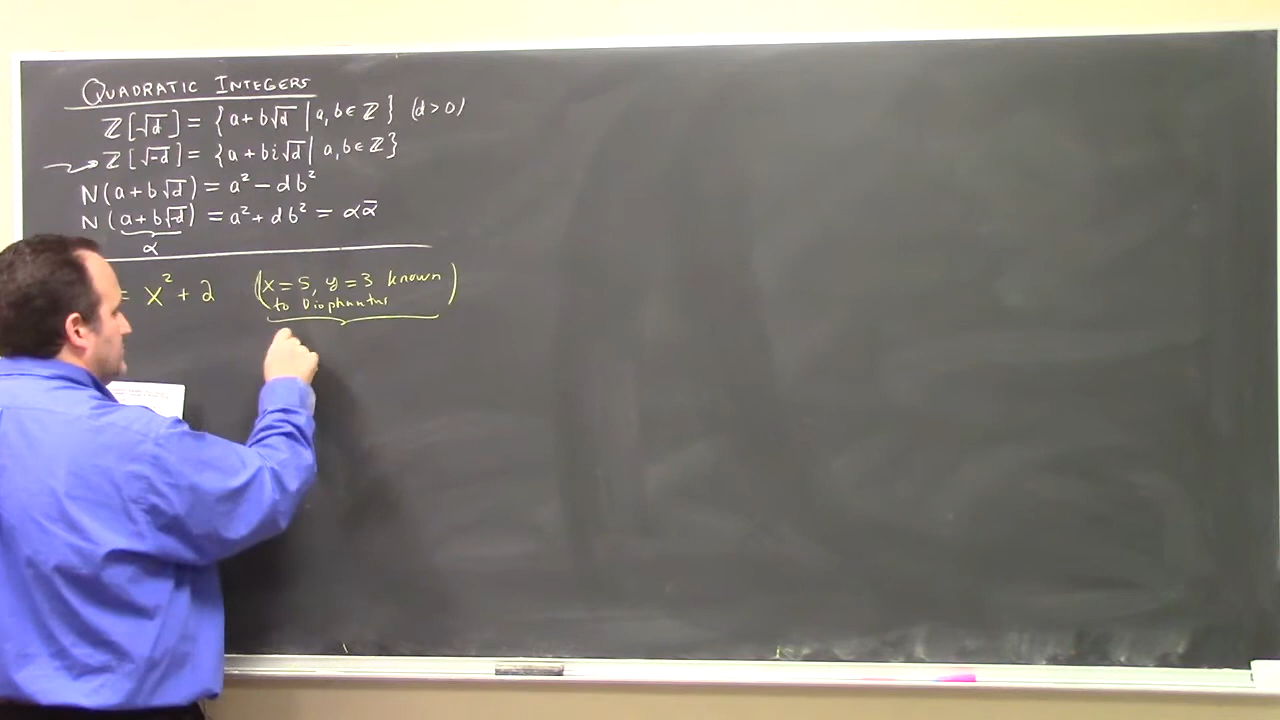 QUADRATIC INTEGERS
ℤ[√d] = {a+b√d | a, b ∈ ℤ} (d > 0)
ℤ[√-d] = {a + bi√d | a, b ∈ ℤ}
N(a + b√d) = a² - db²
N(a + b√-d) = a² + db² = αᾱ
α
= x² + 2 (x = 5, y = 3 known
to Diophantus)